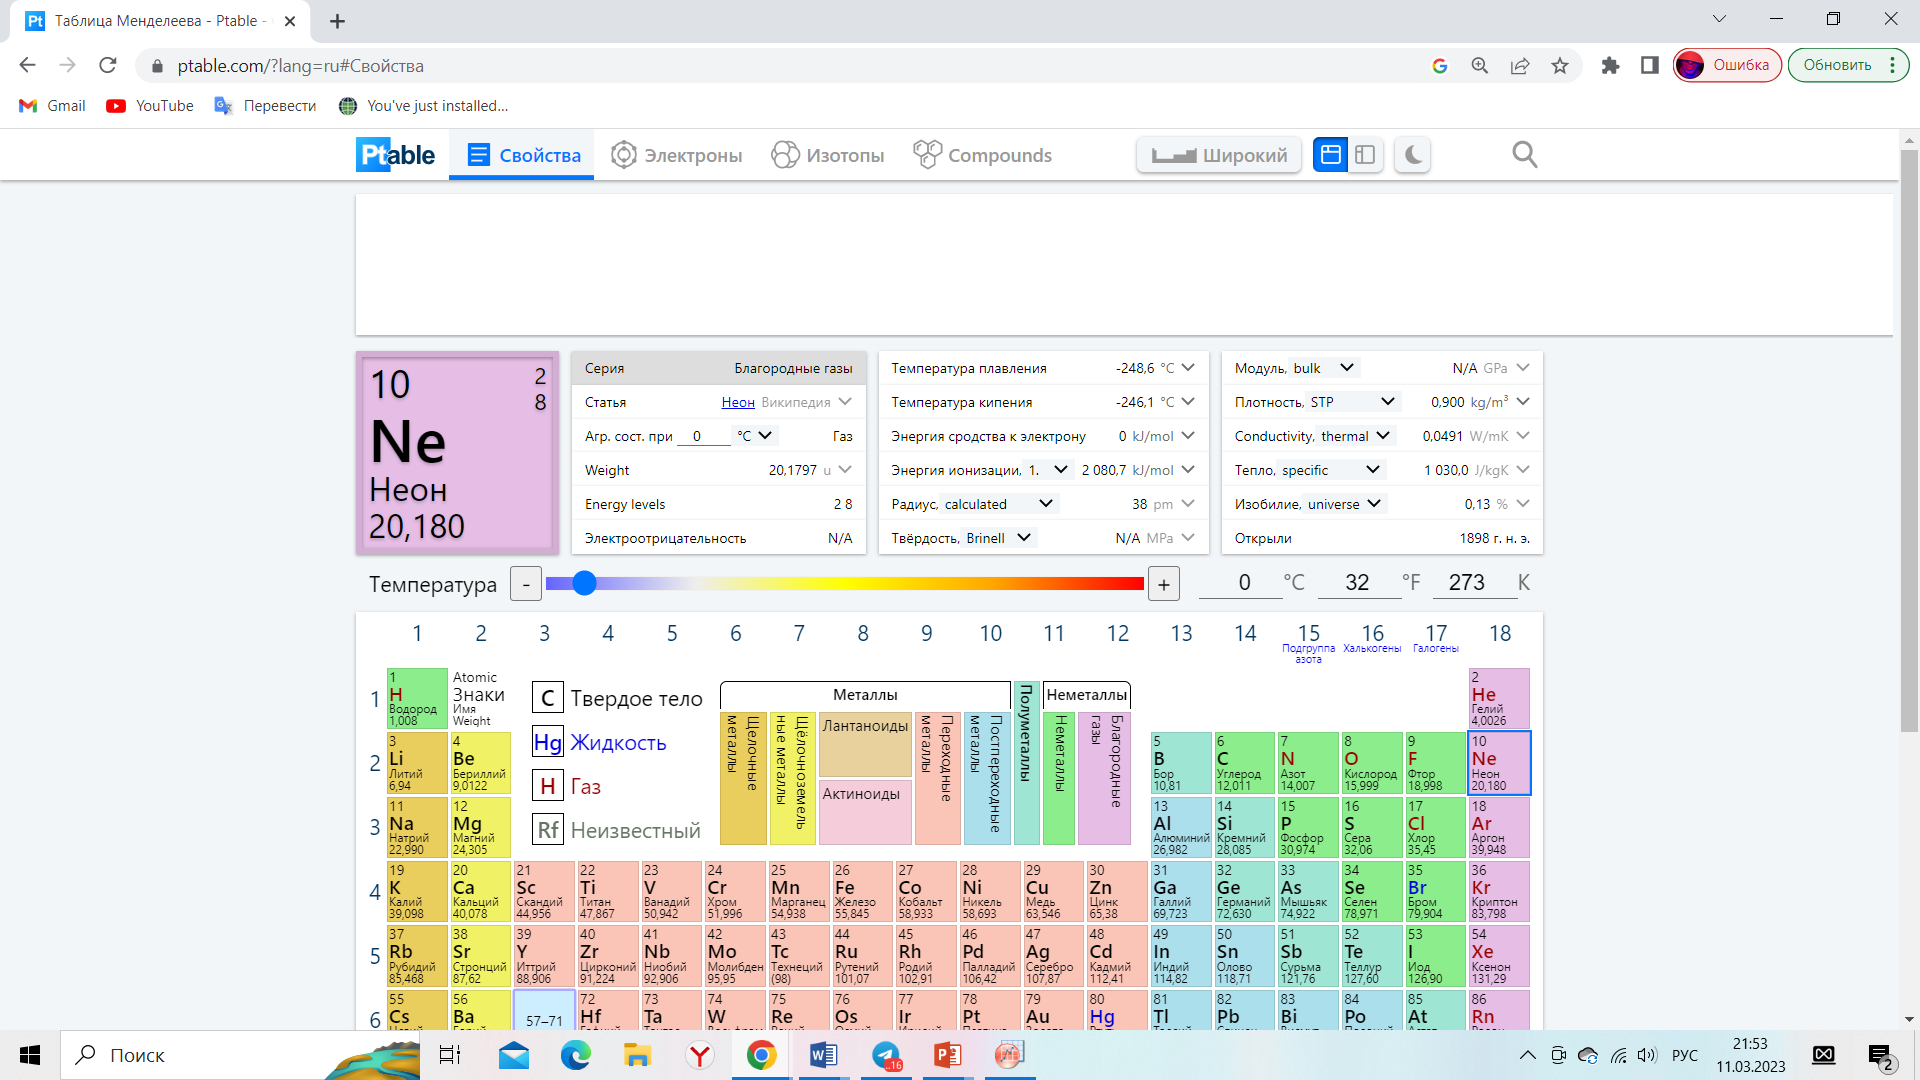 Таблица Менделеева - Ptable -
ptable.com/?lang=ru#Свойства
Ошибка
Обновить
Gmail
YouTube
Перевести
You've just installed...
Ptable
Свойства
Электроны
Изотопы
Compounds
Широкий
10
2
8
Ne
Неон
20,180
Серия Благородные газы
Статья Неон Википедия
Агр. сост. при 0 °C Газ
Weight 20,1797 u
Energy levels 2 8
Электроотрицательность N/A
Температура плавления -248,6 °C
Температура кипения -246,1 °C
Энергия сродства к электрону 0 kJ/mol
Энергия ионизации, 1. 2 080,7 kJ/mol
Радиус, calculated 38 pm
Твёрдость, Brinell N/A MPa
Модуль, bulk N/A GPa
Плотность, STP 0,900 kg/m³
Conductivity, thermal 0,0491 W/mK
Тепло, specific 1 030,0 J/kgK
Изобилие, universe 0,13 %
Открыли 1898 г. н. э.
Температура - + 0 °C 32 °F 273 K
1 2 3 4 5 6 7 8 9 10 11 12 13 14 15 16 17 18
Подгруппа азота
Халькогены
Галогены
1
1 H Водород 1,008
Atomic
Знаки
Имя
Weight
C Твердое тело
Hg Жидкость
H Газ
Rf Неизвестный
Металлы
Полуметаллы
Неметаллы
Щелочные металлы
Щёлочноземельные металлы
Лантаноиды
Актиноиды
Переходные металлы
Постпереходные металлы
Неметаллы
Благородные газы
2 He Гелий 4,0026
2
3 Li Литий 6,94
4 Be Бериллий 9,0122
5 B Бор 10,81
6 C Углерод 12,011
7 N Азот 14,007
8 O Кислород 15,999
9 F Фтор 18,998
10 Ne Неон 20,180
3
11 Na Натрий 22,990
12 Mg Магний 24,305
13 Al Алюминий 26,982
14 Si Кремний 28,085
15 P Фосфор 30,974
16 S Сера 32,06
17 Cl Хлор 35,45
18 Ar Аргон 39,948
4
19 K Калий 39,098
20 Ca Кальций 40,078
21 Sc Скандий 44,956
22 Ti Титан 47,867
23 V Ванадий 50,942
24 Cr Хром 51,996
25 Mn Марганец 54,938
26 Fe Железо 55,845
27 Co Кобальт 58,933
28 Ni Никель 58,693
29 Cu Медь 63,546
30 Zn Цинк 65,38
31 Ga Галлий 69,723
32 Ge Германий 72,630
33 As Мышьяк 74,922
34 Se Селен 78,971
35 Br Бром 79,904
36 Kr Криптон 83,798
5
37 Rb Рубидий 85,468
38 Sr Стронций 87,62
39 Y Иттрий 88,906
40 Zr Цирконий 91,224
41 Nb Ниобий 92,906
42 Mo Молибден 95,95
43 Tc Технеций (98)
44 Ru Рутений 101,07
45 Rh Родий 102,91
46 Pd Палладий 106,42
47 Ag Серебро 107,87
48 Cd Кадмий 112,41
49 In Индий 114,82
50 Sn Олово 118,71
51 Sb Сурьма 121,76
52 Te Теллур 127,60
53 I Иод 126,90
54 Xe Ксенон 131,29
6
55 Cs
56 Ba
57–71
72 Hf
73 Ta
74 W
75 Re
76 Os
77 Ir
78 Pt
79 Au
80 Hg
81 Tl
82 Pb
83 Bi
84 Po
85 At
86 Rn
Поиск
..16
РУС
21:53
11.03.2023
2